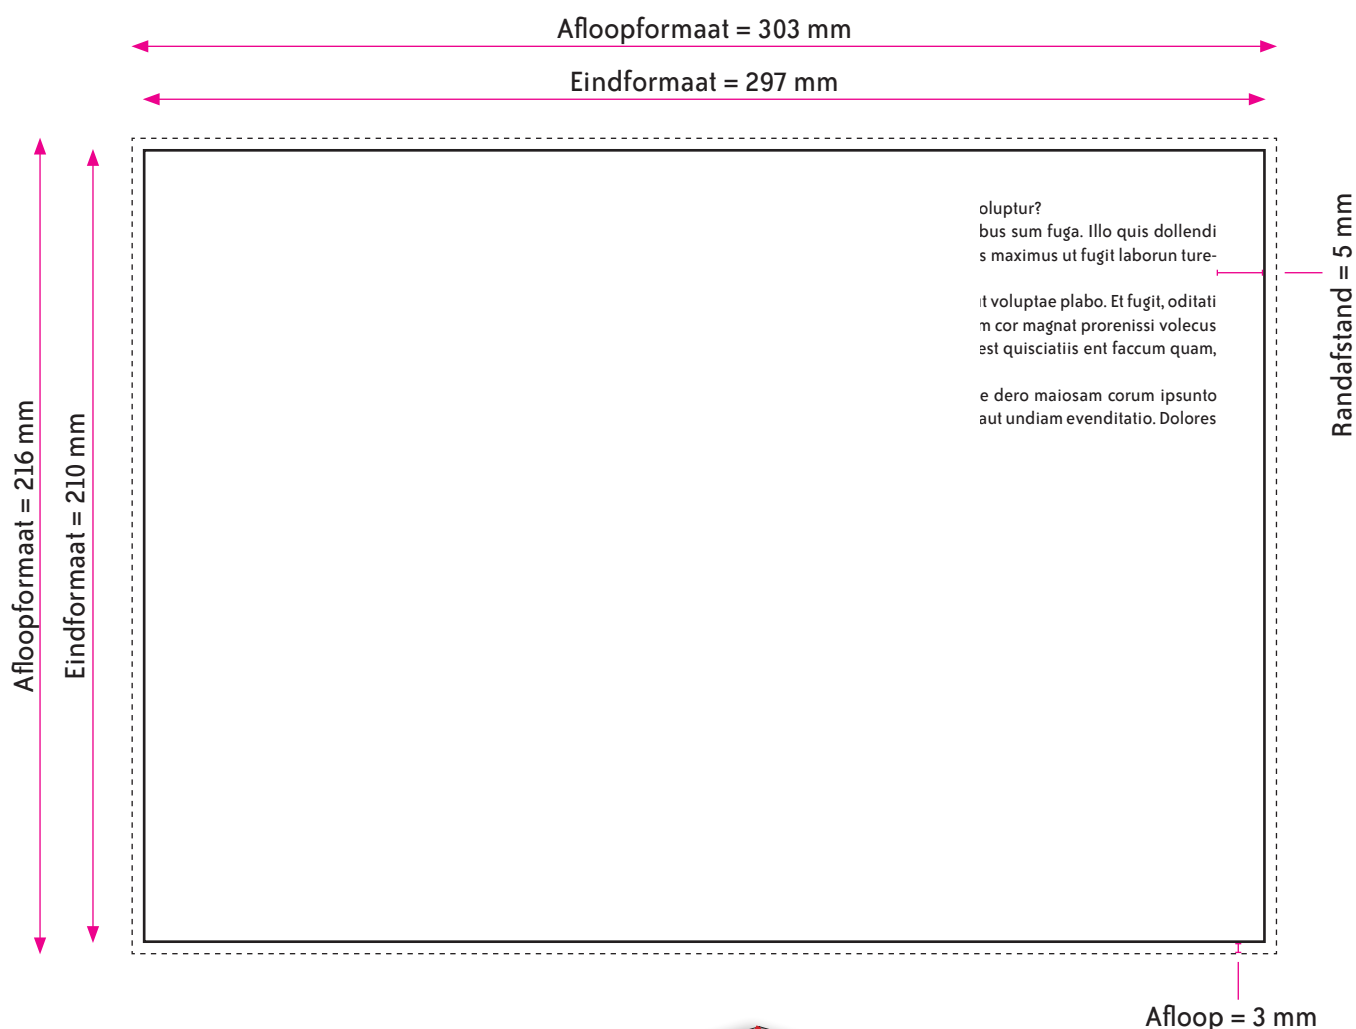 Afloopformaat = 303 mm
Eindformaat = 297 mm
Afloopformaat = 216 mm
Eindformaat = 210 mm
oluptur?
bus sum fuga. Illo quis dollendi
s maximus ut fugit laborun ture-
t voluptae plabo. Et fugit, oditati
m cor magnat prorenissi volecus
est quisciatiis ent faccum quam,
e dero maiosam corum ipsunto
aut undiam evenditatio. Dolores
Randafstand = 5 mm
Afloop = 3 mm